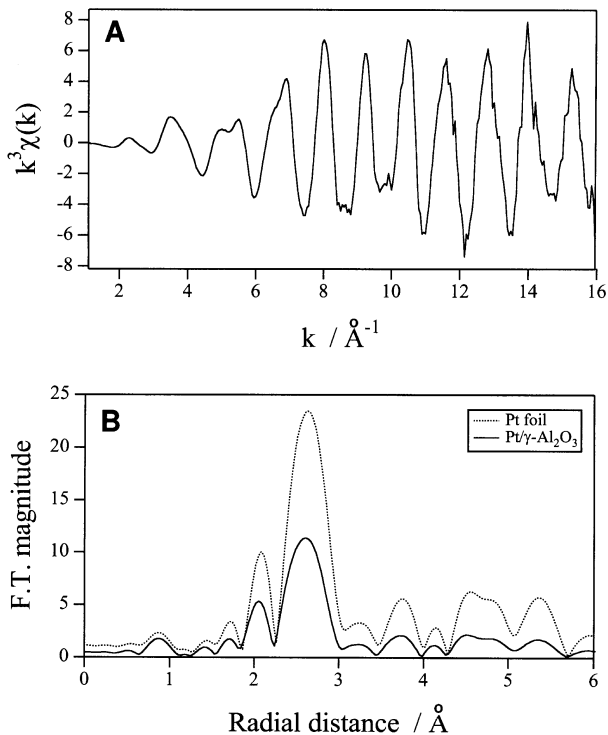 A
8
6
4
2
0
-2
-4
-6
-8
k³χ(k)
2 4 6 8 10 12 14 16
k / Å⁻¹
B
25
20
15
10
5
0
F.T. magnitude
Pt foil
Pt/γ-Al₂O₃
0 1 2 3 4 5 6
Radial distance / Å